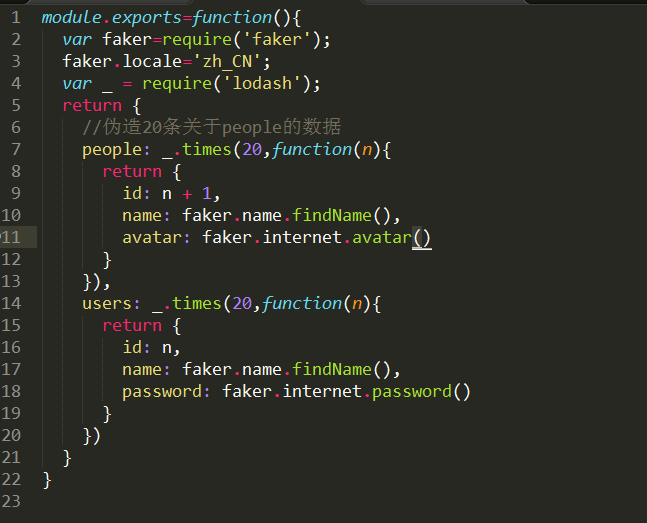 1 module.exports=function(){
2   var faker=require('faker');
3   faker.locale='zh_CN';
4   var _ = require('lodash');
5   return {
6     //伪造20条关于people的数据
7     people: _.times(20,function(n){
8       return {
9         id: n + 1,
10         name: faker.name.findName(),
11         avatar: faker.internet.avatar()
12       }
13     }),
14     users: _.times(20,function(n){
15       return {
16         id: n,
17         name: faker.name.findName(),
18         password: faker.internet.password()
19       }
20     })
21   }
22 }
23